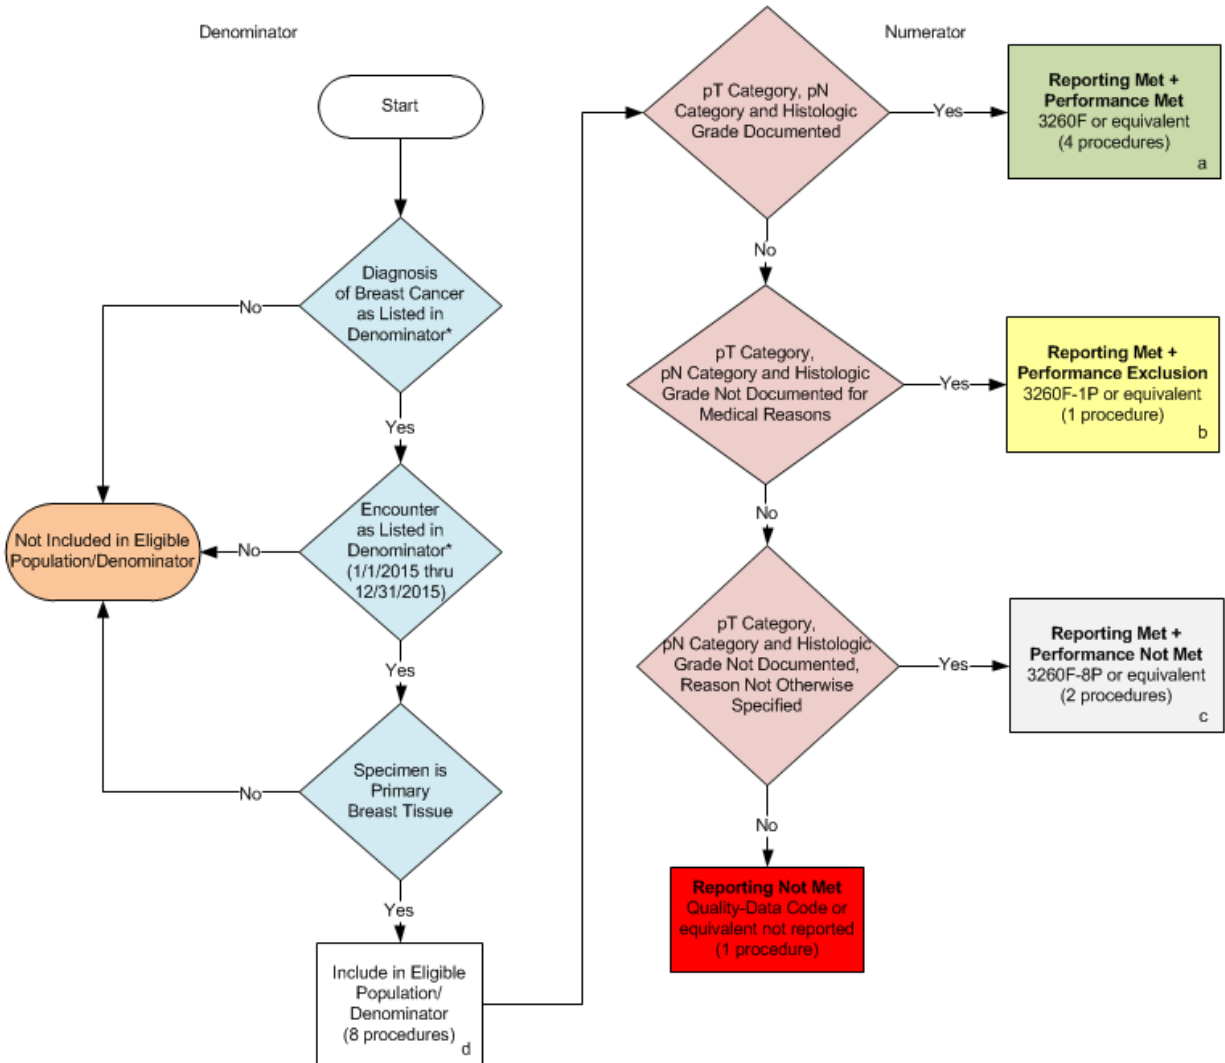 Denominator
Start
Diagnosis
of Breast Cancer
as Listed in
Denominator*
No
Yes
Encounter
as Listed in
Denominator*
(1/1/2015 thru
12/31/2015)
No
Not Included in Eligible
Population/Denominator
Yes
Specimen is
Primary
Breast Tissue
No
Yes
Include in Eligible
Population/
Denominator
(8 procedures)
d
Numerator
pT Category, pN
Category and Histologic
Grade Documented
Yes
Reporting Met +
Performance Met
3260F or equivalent
(4 procedures)
a
No
pT Category,
pN Category and Histologic
Grade Not Documented for
Medical Reasons
Yes
Reporting Met +
Performance Exclusion
3260F-1P or equivalent
(1 procedure)
b
No
pT Category,
pN Category and Histologic
Grade Not Documented,
Reason Not Otherwise
Specified
Yes
Reporting Met +
Performance Not Met
3260F-8P or equivalent
(2 procedures)
c
No
Reporting Not Met
Quality-Data Code or
equivalent not reported
(1 procedure)